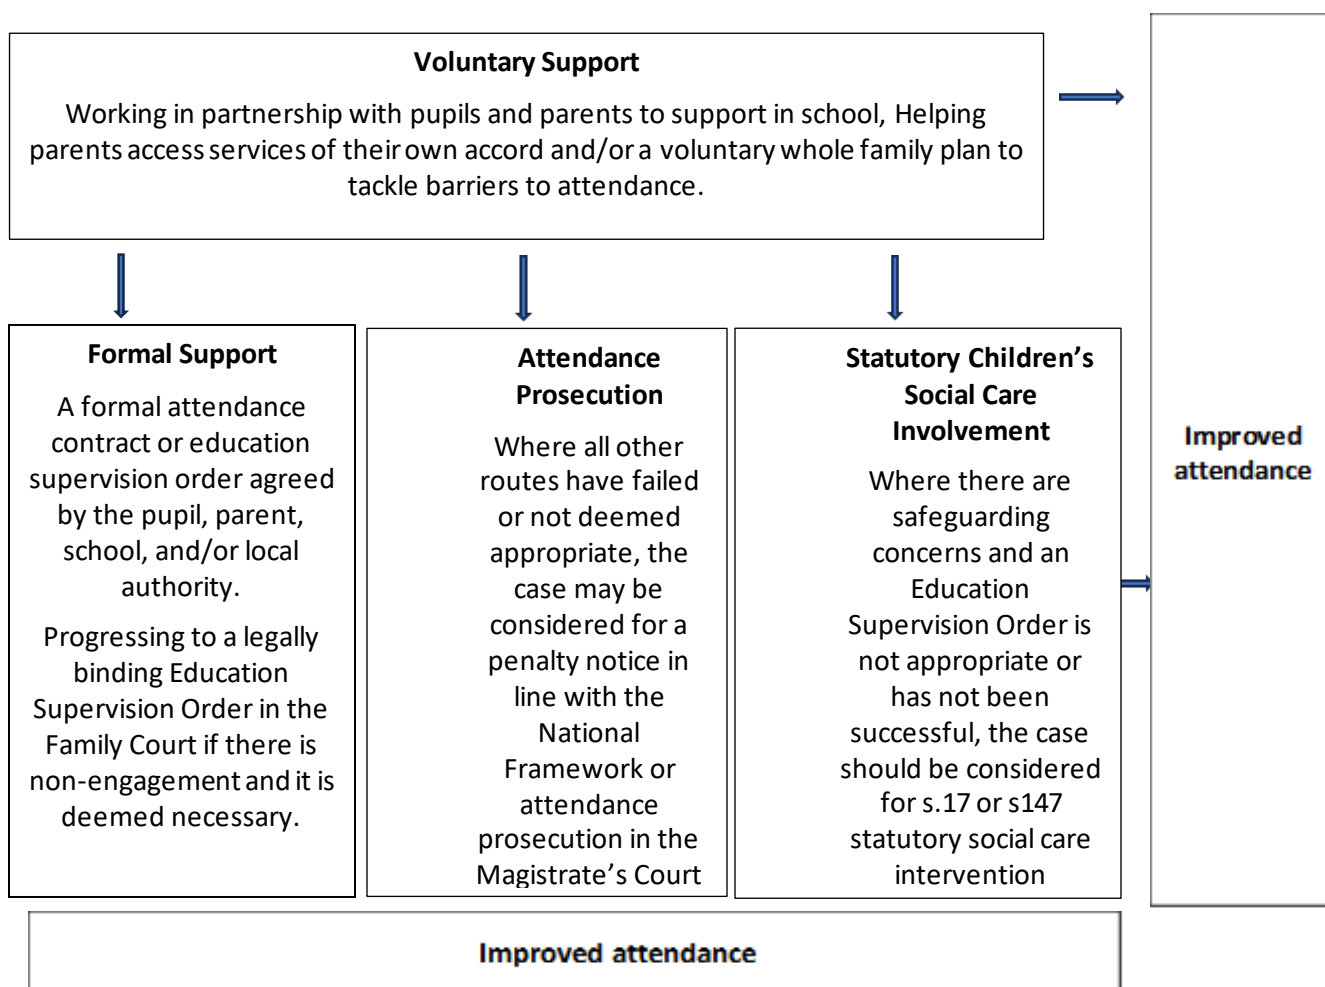 Voluntary Support
Working in partnership with pupils and parents to support in school, Helping
parents access services of their own accord and/or a voluntary whole family plan to
tackle barriers to attendance.
Formal Support
A formal attendance
contract or education
supervision order agreed
by the pupil, parent,
school, and/or local
authority.
Progressing to a legally
binding Education
Supervision Order in the
Family Court if there is
non-engagement and it is
deemed necessary.
Attendance
Prosecution
Where all other
routes have failed
or not deemed
appropriate, the
case may be
considered for a
penalty notice in
line with the
National
Framework or
attendance
prosecution in the
Magistrate's Court
Statutory Children's
Social Care
Involvement
Where there are
safeguarding
concerns and an
Education
Supervision Order is
not appropriate or
has not been
successful, the case
should be considered
for s.17 or s147
statutory social care
intervention
Improved
attendance
Improved attendance